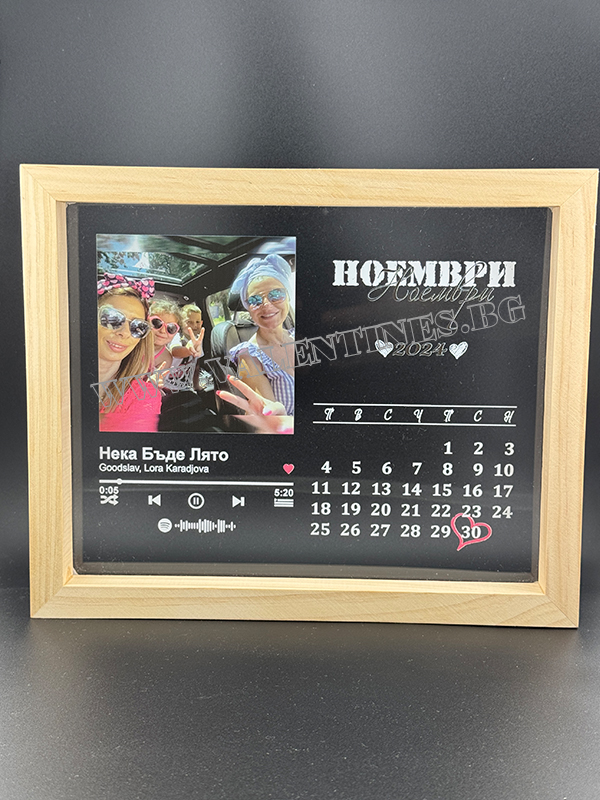 НОЕМВРИ
Ноември
2024
WWW.VALENTINES.BG
Нека Бъде Лято
Goodslav, Lora Karadjova
0:05 5:20
П В С Ч П С Н
1 2 3
4 5 6 7 8 9 10
11 12 13 14 15 16 17
18 19 20 21 22 23 24
25 26 27 28 29 30